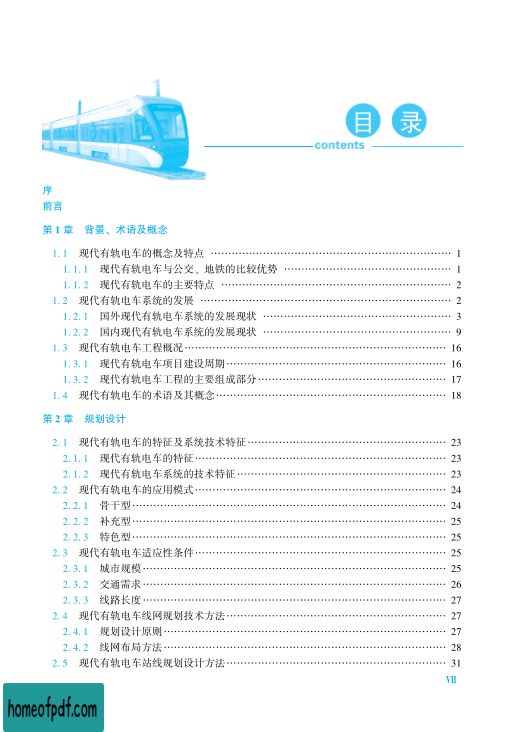 目 录
contents
序
前言
第 1 章 背景、术语及概念
1. 1 现代有轨电车的概念及特点 …………………………………………………… 1
1. 1. 1 现代有轨电车与公交、地铁的比较优势 …………………………………… 1
1. 1. 2 现代有轨电车的主要特点 ………………………………………………… 2
1. 2 现代有轨电车系统的发展 ……………………………………………………… 2
1. 2. 1 国外现代有轨电车系统的发展现状 ……………………………………… 3
1. 2. 2 国内现代有轨电车系统的发展现状 ……………………………………… 9
1. 3 现代有轨电车工程概况………………………………………………………… 16
1. 3. 1 现代有轨电车项目建设周期……………………………………………… 16
1. 3. 2 现代有轨电车工程的主要组成部分……………………………………… 17
1. 4 现代有轨电车的术语及其概念………………………………………………… 18
第 2 章 规划设计
2. 1 现代有轨电车的特征及系统技术特征………………………………………… 23
2. 1. 1 现代有轨电车的特征……………………………………………………… 23
2. 1. 2 现代有轨电车系统的技术特征…………………………………………… 23
2. 2 现代有轨电车的应用模式……………………………………………………… 24
2. 2. 1 骨干型……………………………………………………………………… 24
2. 2. 2 补充型……………………………………………………………………… 25
2. 2. 3 特色型……………………………………………………………………… 25
2. 3 现代有轨电车适应性条件……………………………………………………… 25
2. 3. 1 城市规模…………………………………………………………………… 25
2. 3. 2 交通需求…………………………………………………………………… 26
2. 3. 3 线路长度…………………………………………………………………… 27
2. 4 现代有轨电车线网规划技术方法……………………………………………… 27
2. 4. 1 规划设计原则……………………………………………………………… 27
2. 4. 2 线网布局方法……………………………………………………………… 28
2. 5 现代有轨电车站线规划设计方法……………………………………………… 31
Ⅶ
homeofpdf.com